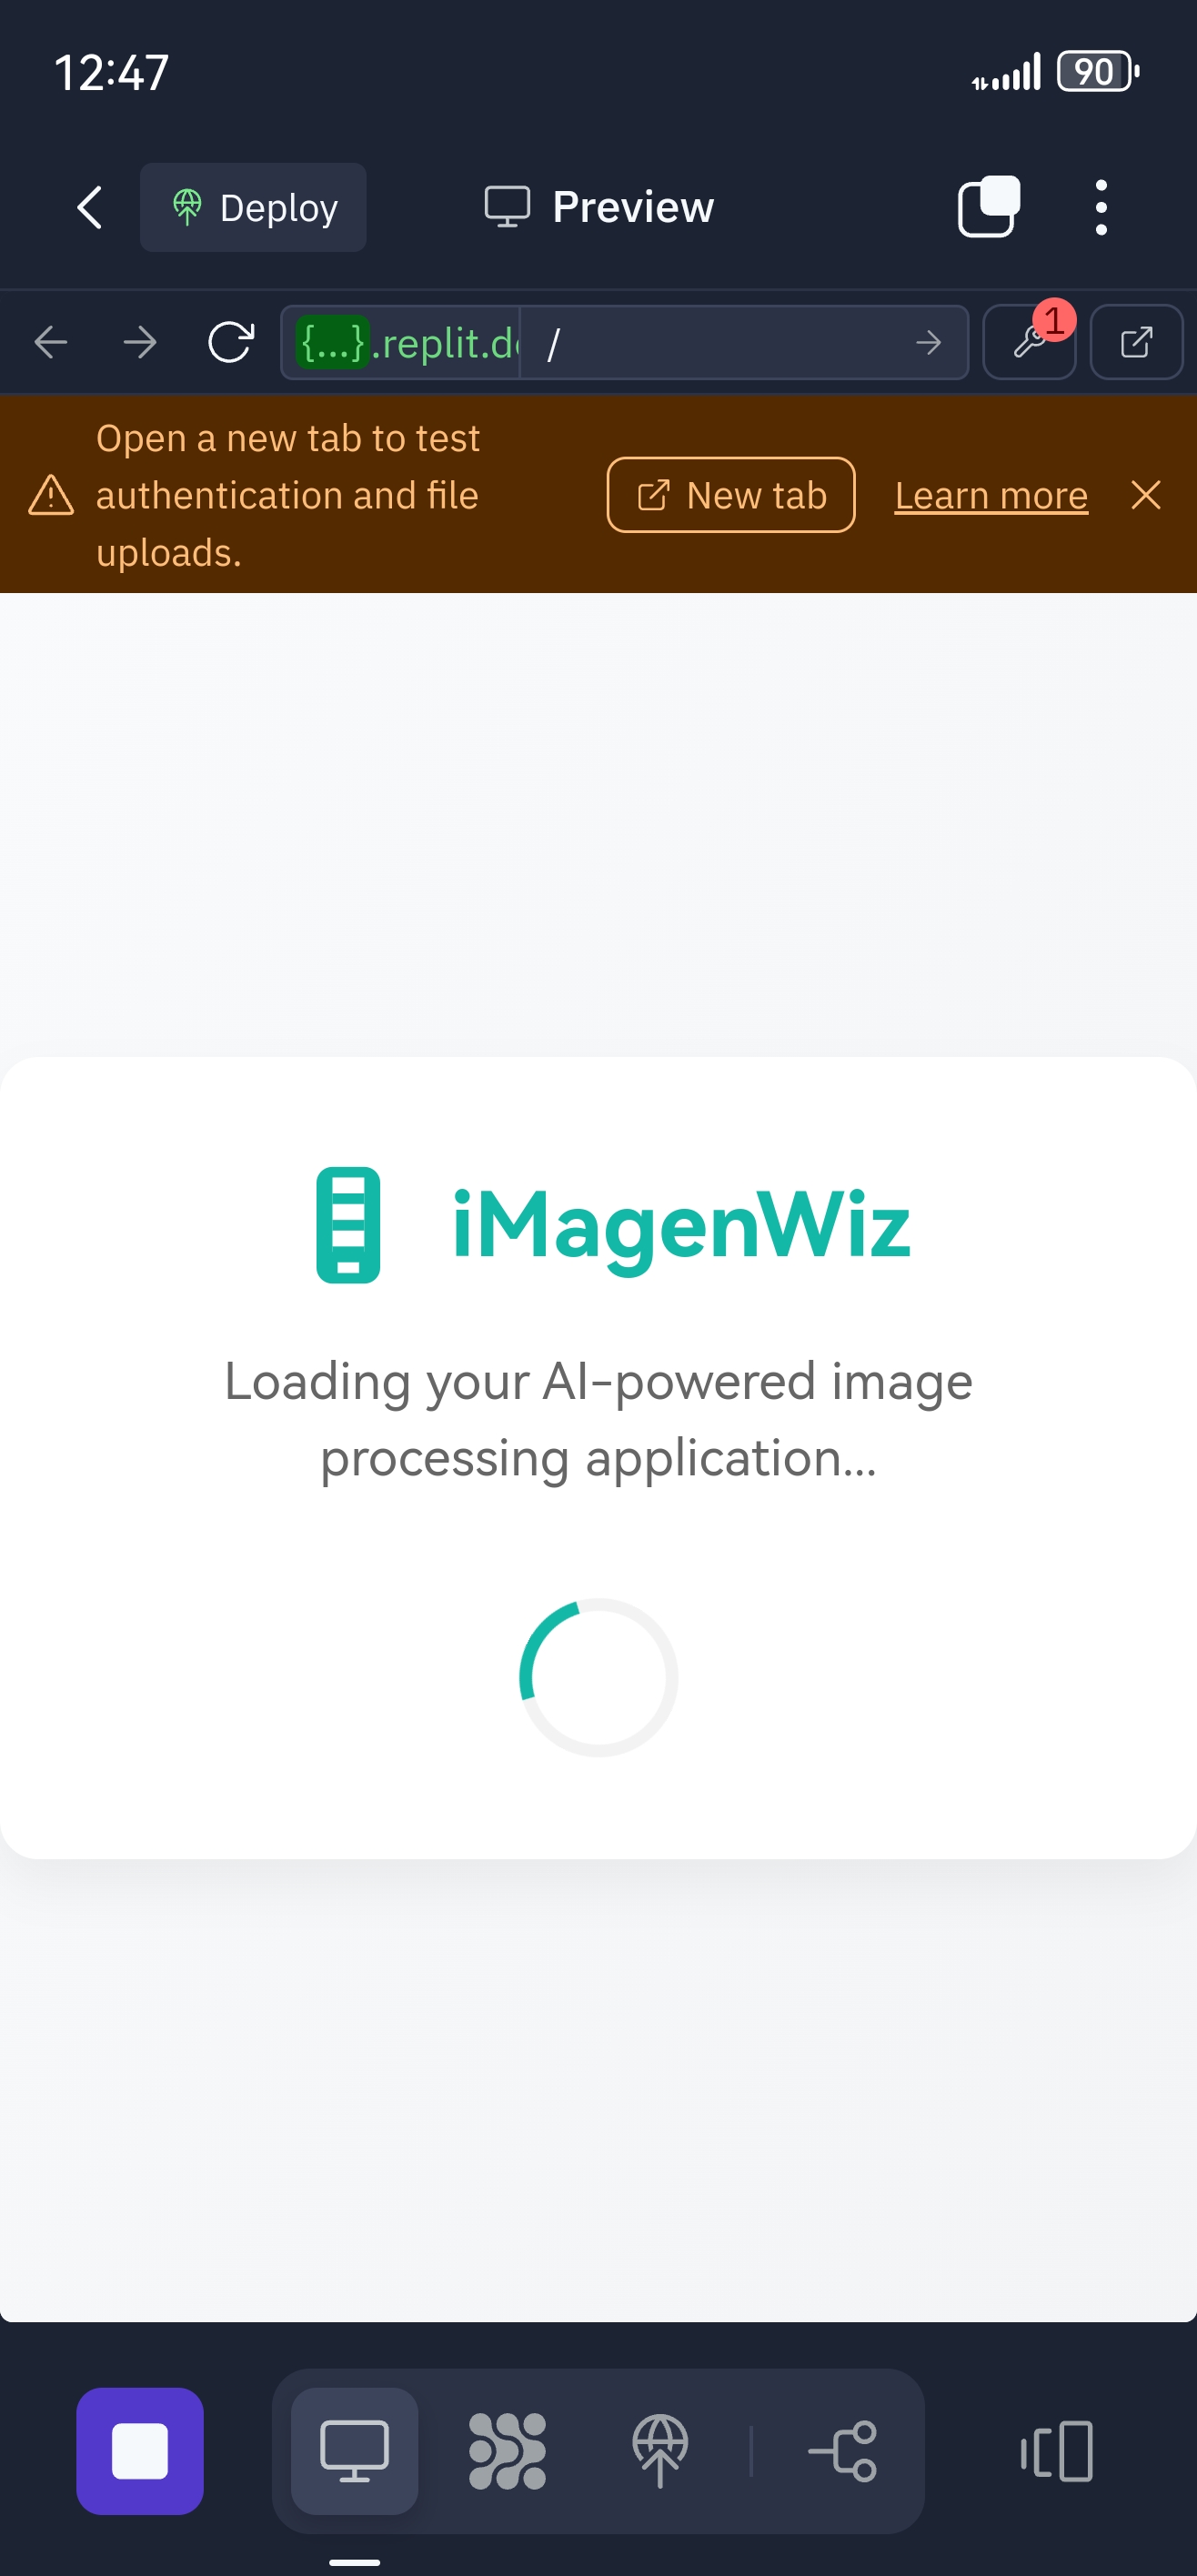 12:47
90
Deploy
Preview
{...}.replit.d
/
1
Open a new tab to test
authentication and file
uploads.
New tab
Learn more
iMagenWiz
Loading your AI-powered image
processing application...